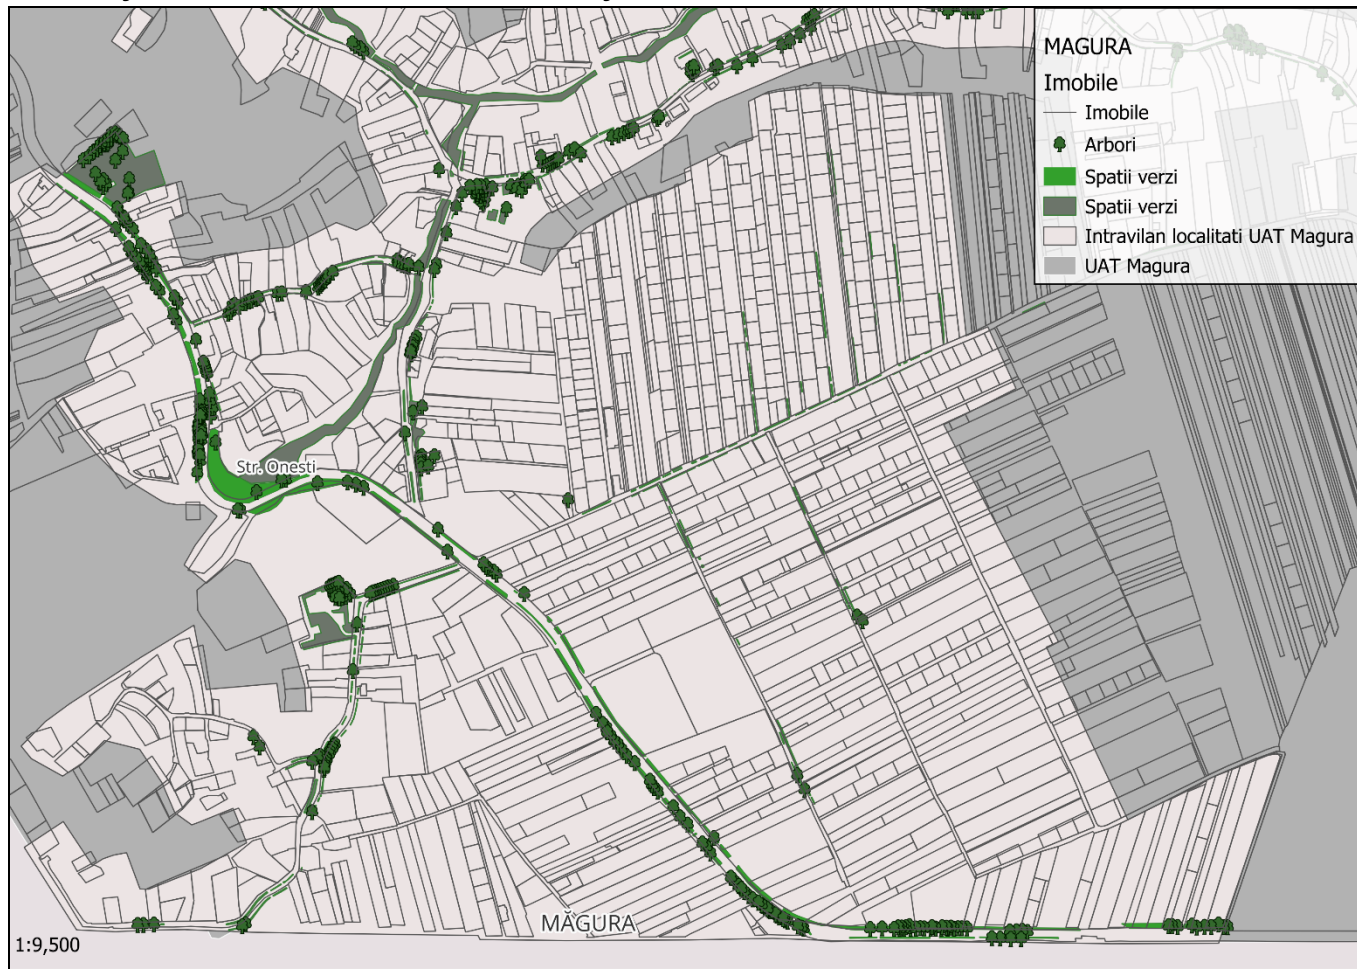 MAGURA
Imobile
Imobile
Arbori
Spatii verzi
Spatii verzi
Intravilan localitati UAT Magura
UAT Magura
Str. Onesti
MĂGURA
1:9,500